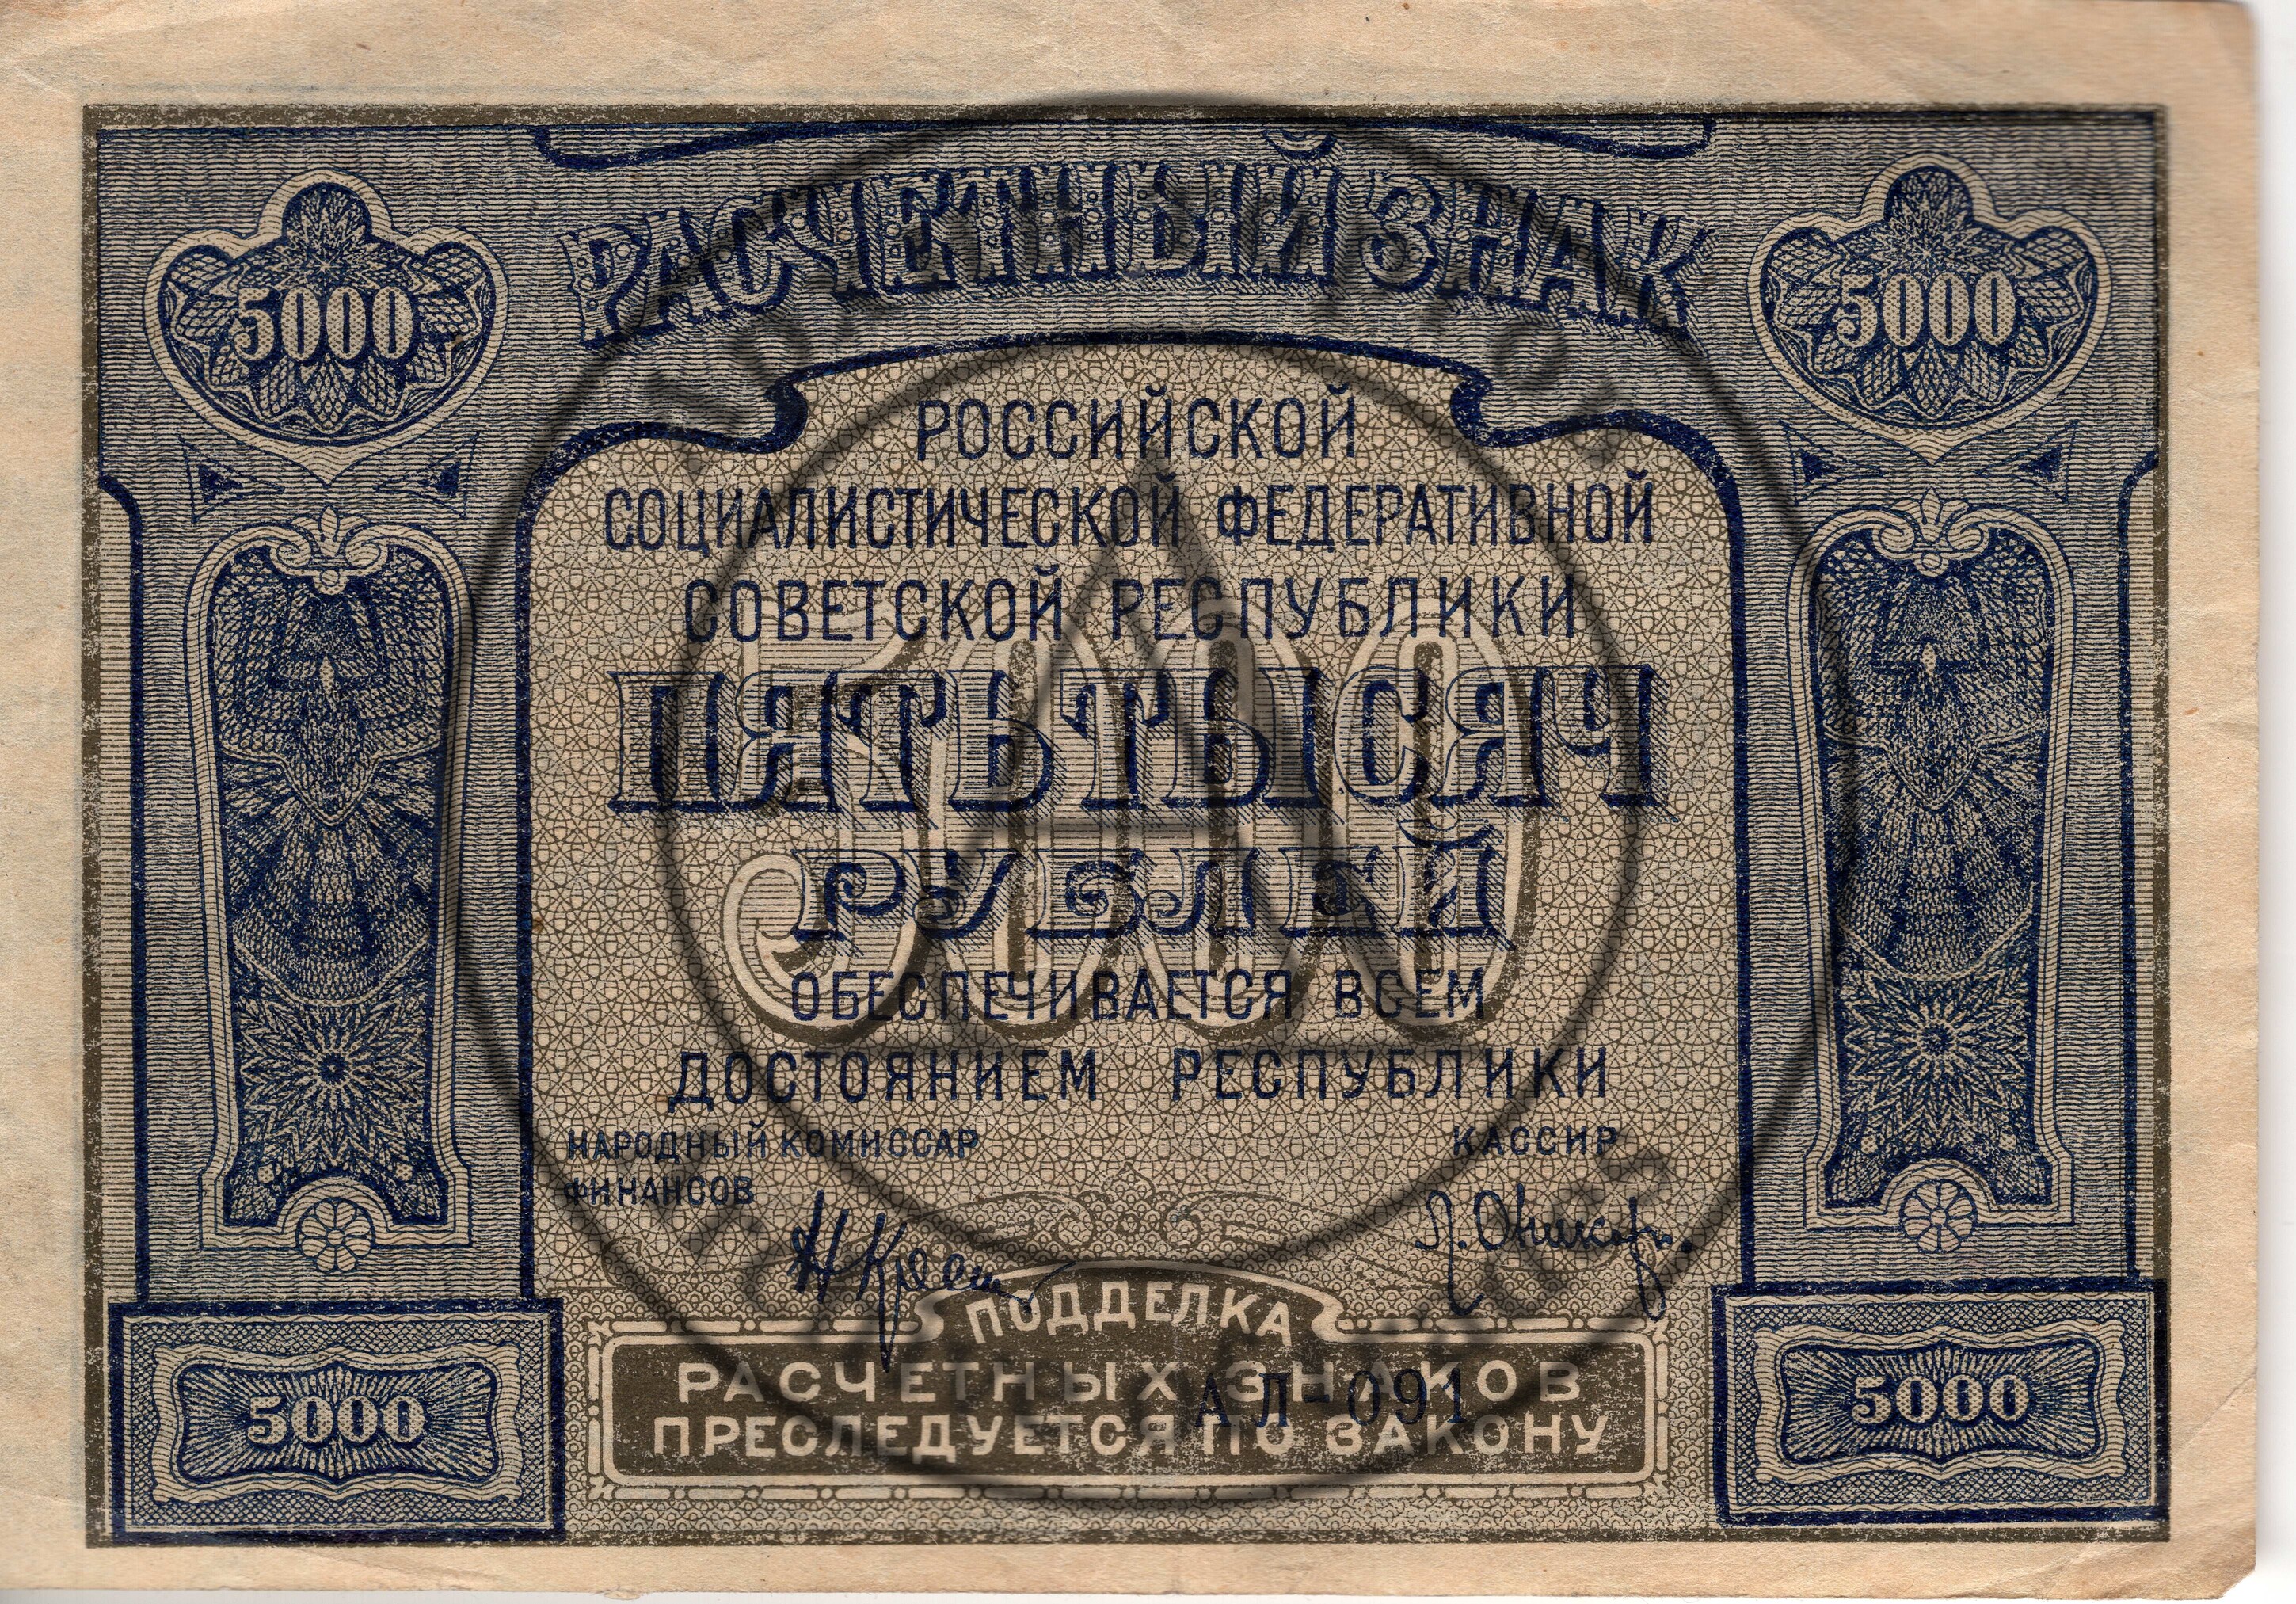 РАСЧЕТНЫЙ ЗНАК
5000 5000
РОССИЙСКОЙ
СОЦИАЛИСТИЧЕСКОЙ ФЕДЕРАТИВНОЙ
СОВЕТСКОЙ РЕСПУБЛИКИ
5000
ПЯТЬ ТЫСЯЧ
РУБЛЕЙ
ОБЕСПЕЧИВАЕТСЯ ВСЕМ
ДОСТОЯНИЕМ РЕСПУБЛИКИ
НАРОДНЫЙ КОМИССАР КАССИР
ФИНАНСОВ
ПОДДЕЛКА
РАСЧЕТНЫХ ЗНАКОВ
АЛ-091
ПРЕСЛЕДУЕТСЯ ПО ЗАКОНУ
5000 5000